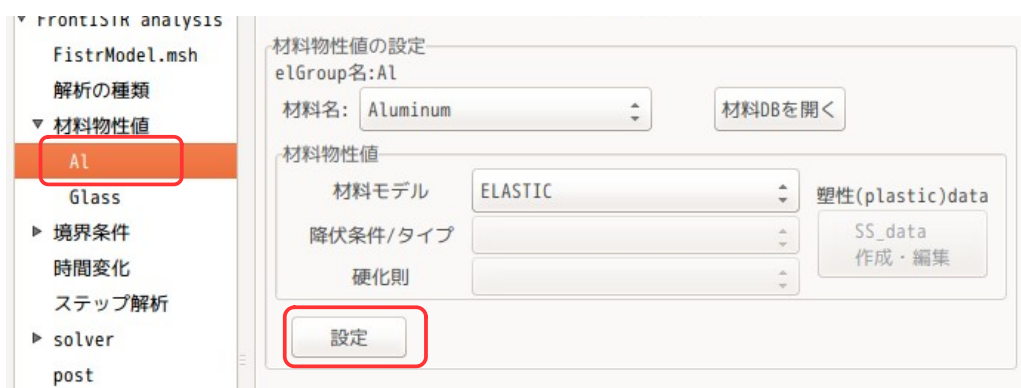 ▼ FrontISTR analysis
FistrModel.msh
解析の種類
▼ 材料物性値
Al
Glass
▶ 境界条件
時間変化
ステップ解析
▶ solver
post
材料物性値の設定
elGroup名:Al
材料名: Aluminum 材料DBを開く
材料物性値
材料モデル ELASTIC 塑性(plastic)data
降伏条件/タイプ SS_data
作成・編集
硬化則
設定